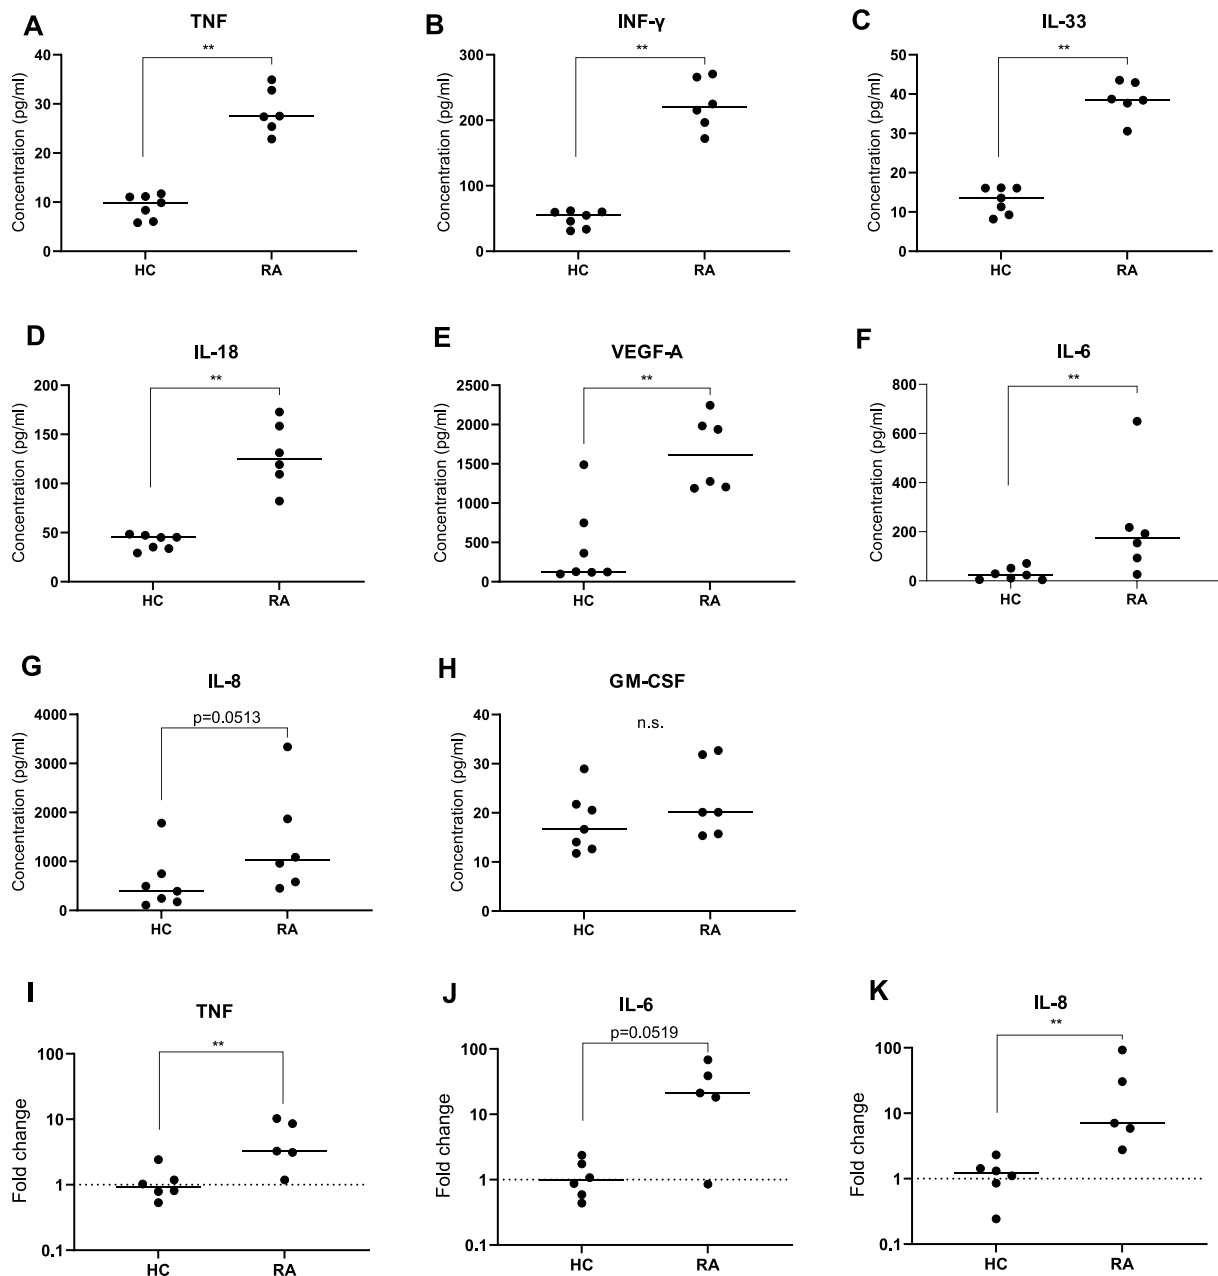 A
TNF
**
Concentration (pg/ml)
40
30
20
10
0
HC
RA
B
INF-γ
**
Concentration (pg/ml)
300
200
100
0
HC
RA
C
IL-33
**
Concentration (pg/ml)
50
40
30
20
10
0
HC
RA
D
IL-18
**
Concentration (pg/ml)
200
150
100
50
0
HC
RA
E
VEGF-A
**
Concentration (pg/ml)
2500
2000
1500
1000
500
0
HC
RA
F
IL-6
**
Concentration (pg/ml)
800
600
400
200
0
HC
RA
G
IL-8
p=0.0513
Concentration (pg/ml)
4000
3000
2000
1000
0
HC
RA
H
GM-CSF
n.s.
Concentration (pg/ml)
40
30
20
10
0
HC
RA
I
TNF
**
Fold change
100
10
1
0.1
HC
RA
J
IL-6
p=0.0519
Fold change
100
10
1
0.1
HC
RA
K
IL-8
**
Fold change
100
10
1
0.1
HC
RA